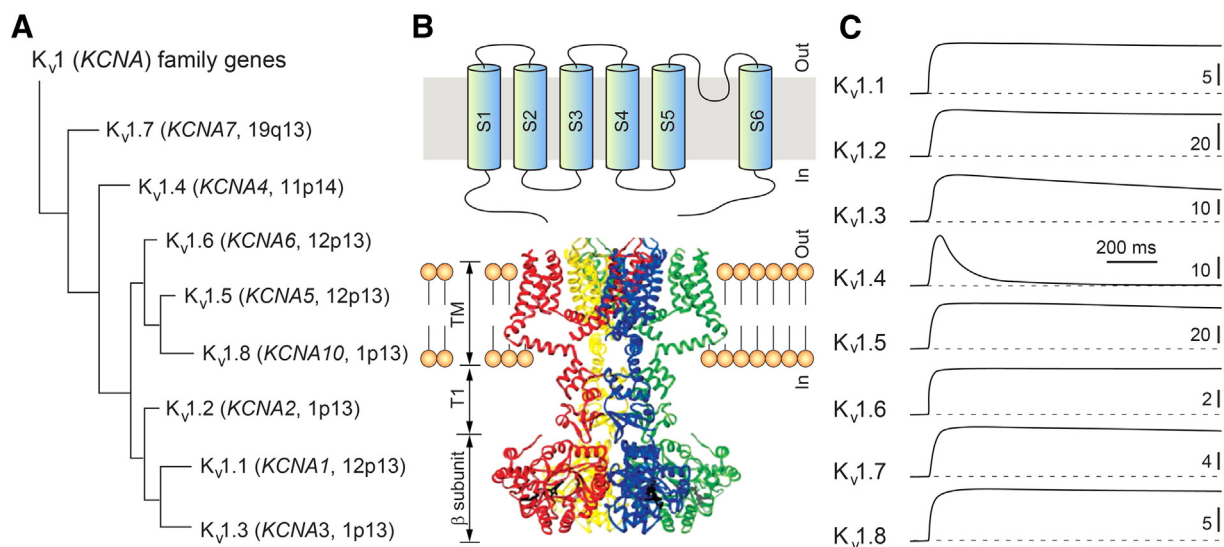 A
Kv1 (KCNA) family genes
Kv1.7 (KCNA7, 19q13)
Kv1.4 (KCNA4, 11p14)
Kv1.6 (KCNA6, 12p13)
Kv1.5 (KCNA5, 12p13)
Kv1.8 (KCNA10, 1p13)
Kv1.2 (KCNA2, 1p13)
Kv1.1 (KCNA1, 12p13)
Kv1.3 (KCNA3, 1p13)
B
Out
S1 S2 S3 S4 S5 S6
In
Out
TM
In
T1
β subunit
C
Kv1.1 5
Kv1.2 20
Kv1.3 10
200 ms
Kv1.4 10
Kv1.5 20
Kv1.6 2
Kv1.7 4
Kv1.8 5